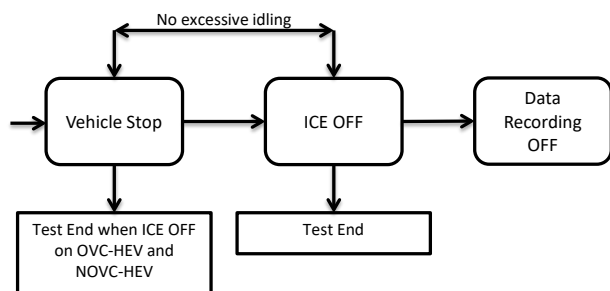 No excessive idling
Vehicle Stop
ICE OFF
Data
Recording
OFF
Test End when ICE OFF
on OVC-HEV and
NOVC-HEV
Test End